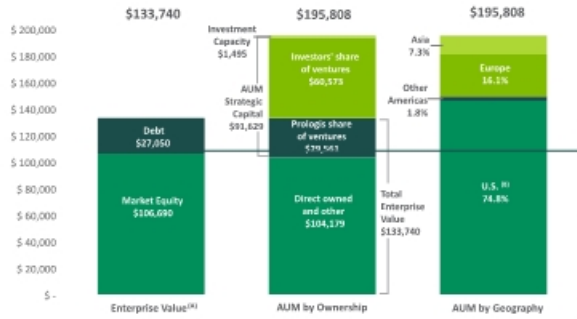 $133,740
$195,808
$195,808
$ 200,000
$ 180,000
$ 160,000
$ 140,000
$ 120,000
$ 100,000
$ 80,000
$ 60,000
$ 40,000
$ 20,000
$ -
Debt
$27,050
Market Equity
$106,690
Investment
Capacity
$1,495
AUM
Strategic
Capital
$91,629
Investors' share
of ventures
$60,573
Prologis share
of ventures
Direct owned
and other
$104,179
Total
Enterprise
Value
$133,740
Asia
7.3%
Other
Americas
1.8%
Europe
16.1%
U.S.
74.8%
Enterprise Value
AUM by Ownership
AUM by Geography